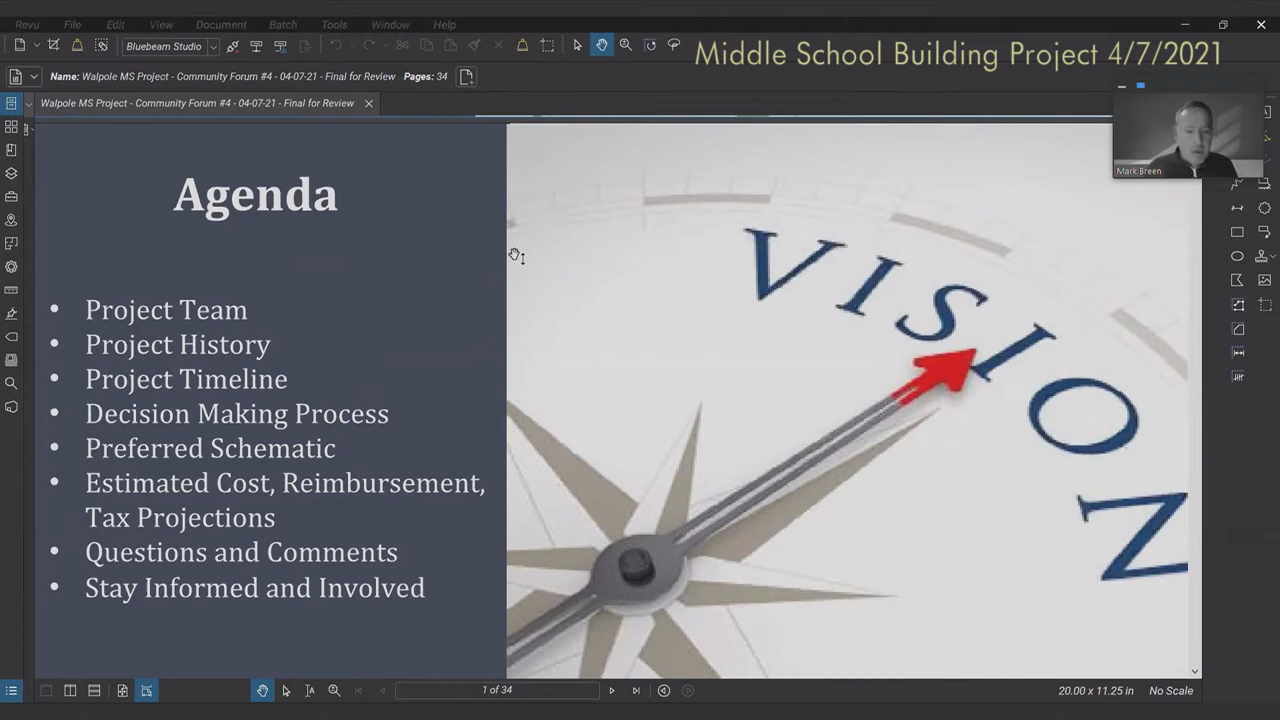 Revu File Edit View Document Batch Tools Window Help
Bluebeam Studio
Middle School Building Project 4/7/2021
Name: Walpole MS Project - Community Forum #4 - 04-07-21 - Final for Review Pages: 34
Walpole MS Project - Community Forum #4 - 04-07-21 - Final for Review
Mark Breen
Agenda
• Project Team
• Project History
• Project Timeline
• Decision Making Process
• Preferred Schematic
• Estimated Cost, Reimbursement,
Tax Projections
• Questions and Comments
• Stay Informed and Involved
VISION
1 of 34
20.00 x 11.25 in No Scale